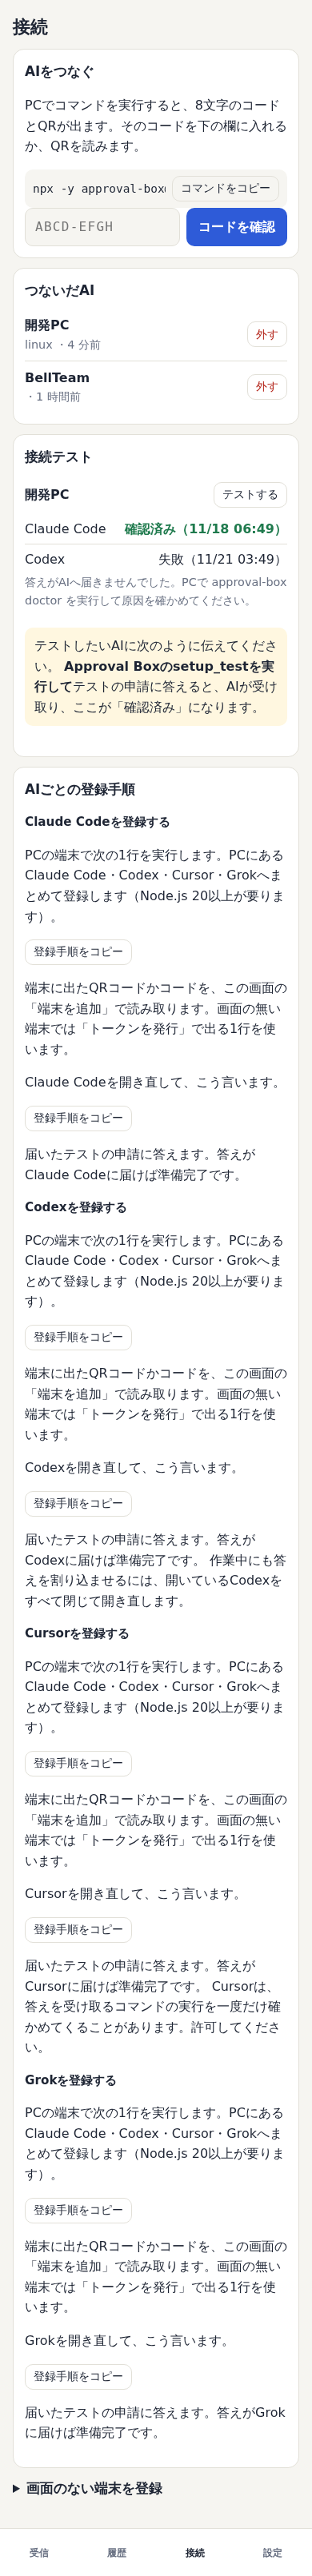 接続
AIをつなぐ
PCでコマンドを実行すると、8文字のコード
とQRが出ます。そのコードを下の欄に入れる
か、QRを読みます。
npx -y approval-box
コマンドをコピー
ABCD-EFGH
コードを確認
つないだAI
開発PC
linux ・4 分前
外す
BellTeam
・1 時間前
外す
接続テスト
開発PC
テストする
Claude Code
確認済み（11/18 06:49）
Codex
失敗（11/21 03:49）
答えがAIへ届きませんでした。PCで approval-box
doctor を実行して原因を確かめてください。
テストしたいAIに次のように伝えてくださ
い。 Approval Boxのsetup_testを実
行してテストの申請に答えると、AIが受け
取り、ここが「確認済み」になります。
AIごとの登録手順
Claude Codeを登録する
PCの端末で次の1行を実行します。PCにある
Claude Code・Codex・Cursor・Grokへま
とめて登録します（Node.js 20以上が要りま
す）。
登録手順をコピー
端末に出たQRコードかコードを、この画面の
「端末を追加」で読み取ります。画面の無い
端末では「トークンを発行」で出る1行を使
います。
Claude Codeを開き直して、こう言います。
登録手順をコピー
届いたテストの申請に答えます。答えが
Claude Codeに届けば準備完了です。
Codexを登録する
PCの端末で次の1行を実行します。PCにある
Claude Code・Codex・Cursor・Grokへま
とめて登録します（Node.js 20以上が要りま
す）。
登録手順をコピー
端末に出たQRコードかコードを、この画面の
「端末を追加」で読み取ります。画面の無い
端末では「トークンを発行」で出る1行を使
います。
Codexを開き直して、こう言います。
登録手順をコピー
届いたテストの申請に答えます。答えが
Codexに届けば準備完了です。 作業中にも答
えを割り込ませるには、開いているCodexを
すべて閉じて開き直します。
Cursorを登録する
PCの端末で次の1行を実行します。PCにある
Claude Code・Codex・Cursor・Grokへま
とめて登録します（Node.js 20以上が要りま
す）。
登録手順をコピー
端末に出たQRコードかコードを、この画面の
「端末を追加」で読み取ります。画面の無い
端末では「トークンを発行」で出る1行を使
います。
Cursorを開き直して、こう言います。
登録手順をコピー
届いたテストの申請に答えます。答えが
Cursorに届けば準備完了です。 Cursorは、
答えを受け取るコマンドの実行を一度だけ確
かめてくることがあります。許可してくださ
い。
Grokを登録する
PCの端末で次の1行を実行します。PCにある
Claude Code・Codex・Cursor・Grokへま
とめて登録します（Node.js 20以上が要りま
す）。
登録手順をコピー
端末に出たQRコードかコードを、この画面の
「端末を追加」で読み取ります。画面の無い
端末では「トークンを発行」で出る1行を使
います。
Grokを開き直して、こう言います。
登録手順をコピー
届いたテストの申請に答えます。答えがGrok
に届けば準備完了です。
▶ 画面のない端末を登録
受信
履歴
接続
設定